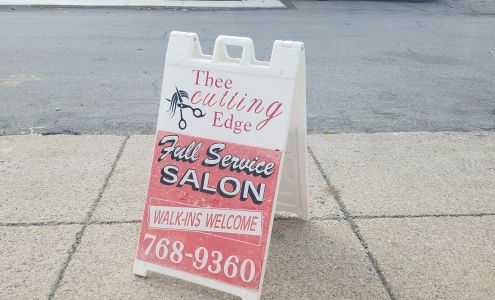 Thee
cutting
Edge
Full Service
SALON
WALK-INS WELCOME
768-9360